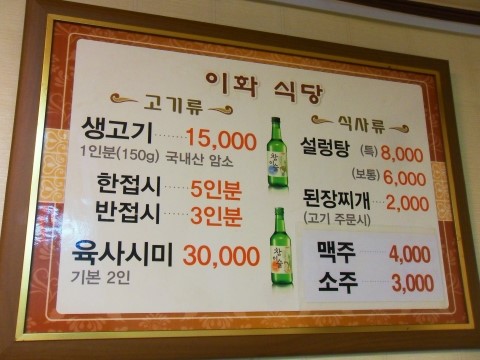 이화 식당
고기류
생고기 15,000
1인분(150g) 국내산 암소
한접시 5인분
반접시 3인분
육사시미 30,000
기본 2인
식사류
설렁탕 (특) 8,000
(보통) 6,000
된장찌개 2,000
(고기 주문시)
맥주 4,000
소주 3,000